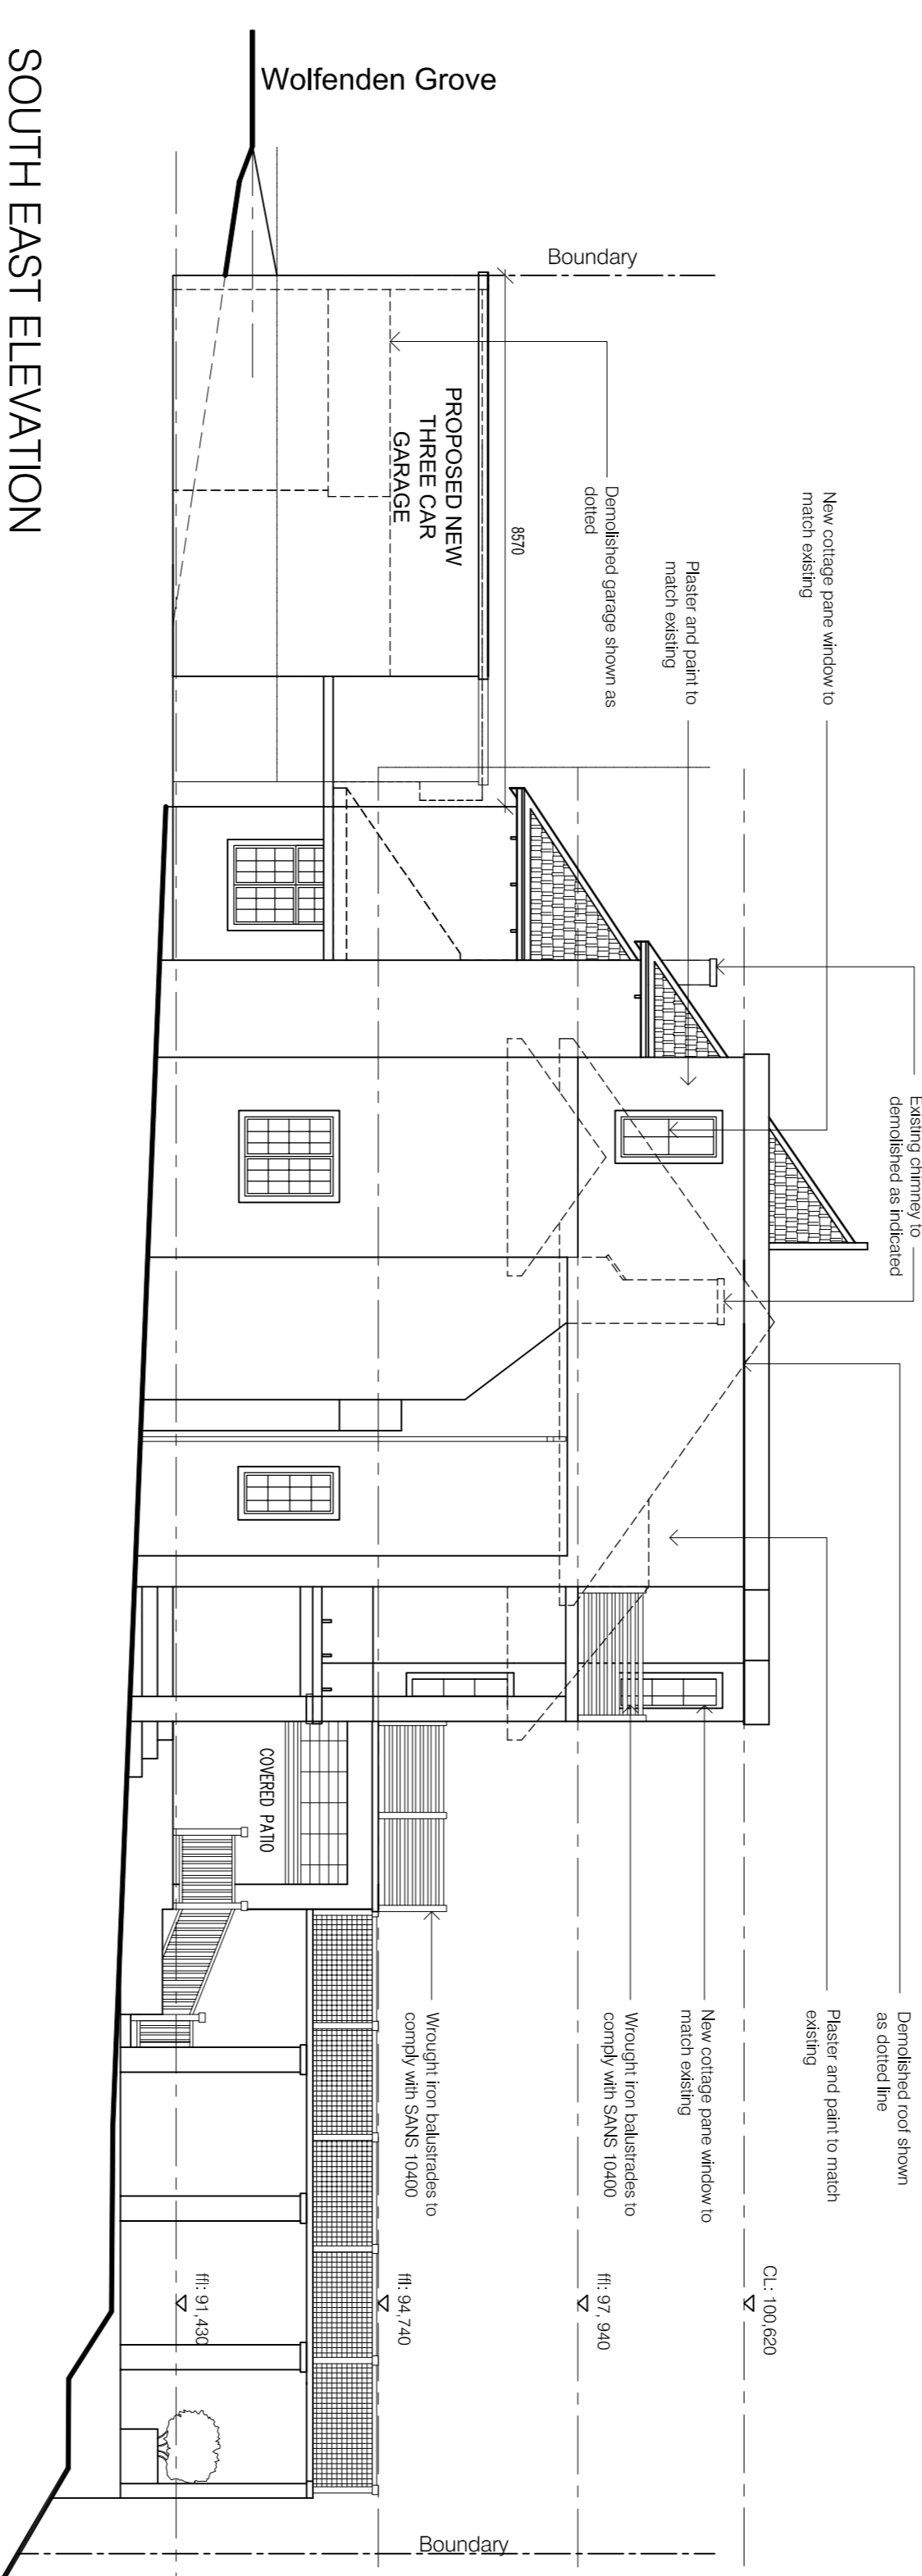 SOUTH EAST ELEVATION
Wolfenden Grove
Boundary
PROPOSED NEW
THREE CAR
GARAGE
8570
Demolished garage shown as
dotted
Plaster and paint to
match existing
New cottage pane window to
match existing
Existing chimney to
demolished as indicated
Demolished roof shown
as dotted line
Plaster and paint to match
existing
New cottage pane window to
match existing
Wrought iron balustrades to
comply with SANS 10400
Wrought iron balustrades to
comply with SANS 10400
COVERED PATIO
CL: 100,620
ffl: 97, 940
ffl: 94,740
ffl: 91,430
Boundary